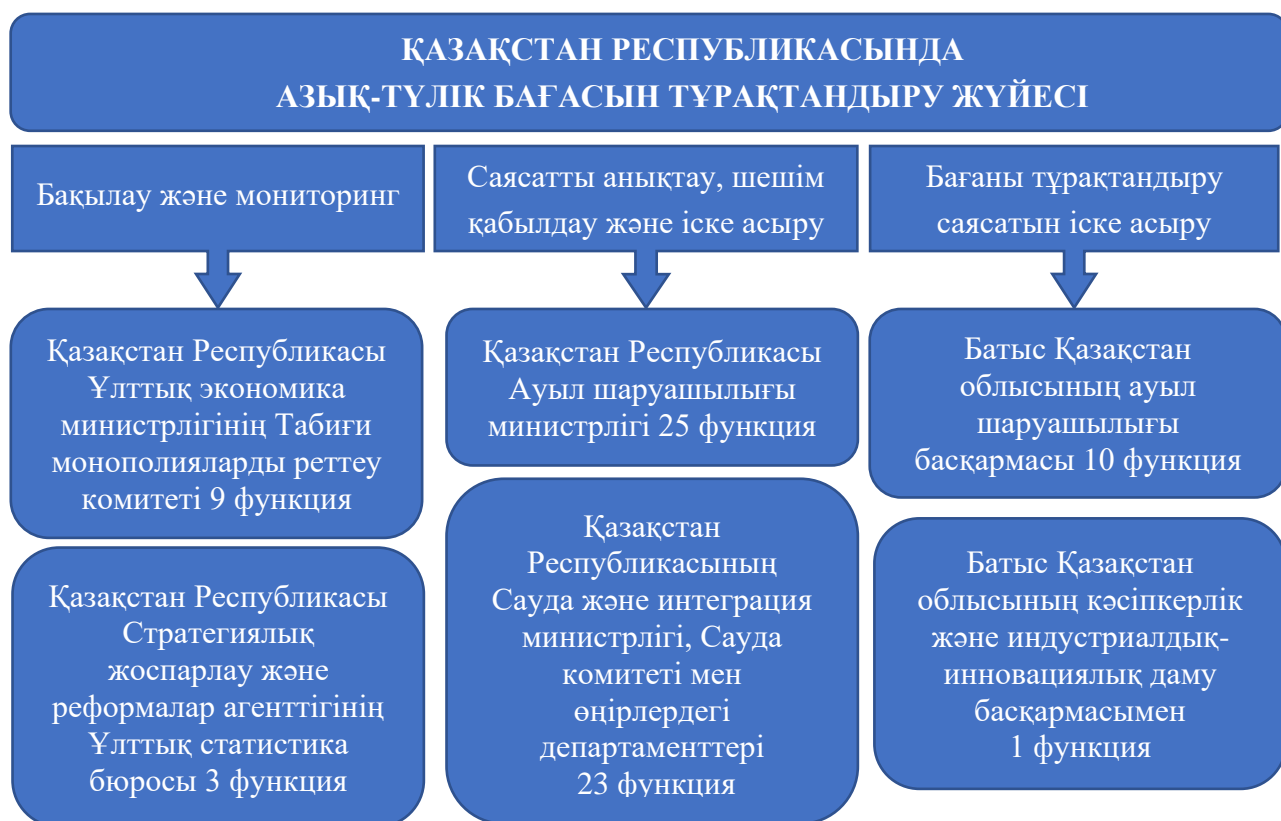 ҚАЗАҚСТАН РЕСПУБЛИКАСЫНДА
АЗЫҚ-ТҮЛІК БАҒАСЫН ТҰРАҚТАНДЫРУ ЖҮЙЕСІ
Бақылау және мониторинг
Қазақстан Республикасы
Ұлттық экономика
министрлігінің Табиғи
монополияларды реттеу
комитеті 9 функция
Қазақстан Республикасы
Стратегиялық
жоспарлау және
реформалар агенттігінің
Ұлттық статистика
бюросы 3 функция
Саясатты анықтау, шешім
қабылдау және іске асыру
Қазақстан Республикасы
Ауыл шаруашылығы
министрлігі 25 функция
Қазақстан
Республикасының
Сауда және интеграция
министрлігі, Сауда
комитеті мен
өңірлердегі
департаменттері
23 функция
Бағаны тұрақтандыру
саясатын іске асыру
Батыс Қазақстан
облысының ауыл
шаруашылығы
басқармасы 10 функция
Батыс Қазақстан
облысының кәсіпкерлік
және индустриалдық-
инновациялық даму
басқармасымен
1 функция